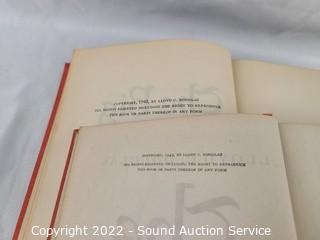 COPYRIGHT, 1942, BY LLOYD C. DOUGLAS
ALL RIGHTS RESERVED INCLUDING THE RIGHT TO REPRODUCE
THIS BOOK OR PARTS THEREOF IN ANY FORM
COPYRIGHT, 1942, BY LLOYD C. DOUGLAS
ALL RIGHTS RESERVED INCLUDING THE RIGHT TO REPRODUCE
THIS BOOK OR PARTS THEREOF IN ANY FORM
Copyright © 2022 - Sound Auction Service